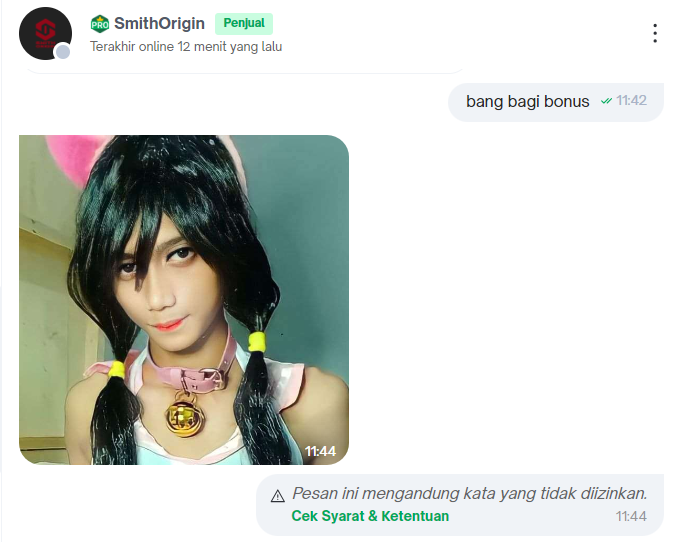 PRO SmithOrigin Penjual
Terakhir online 12 menit yang lalu
bang bagi bonus 11:42
11:44
Pesan ini mengandung kata yang tidak diizinkan.
Cek Syarat & Ketentuan 11:44